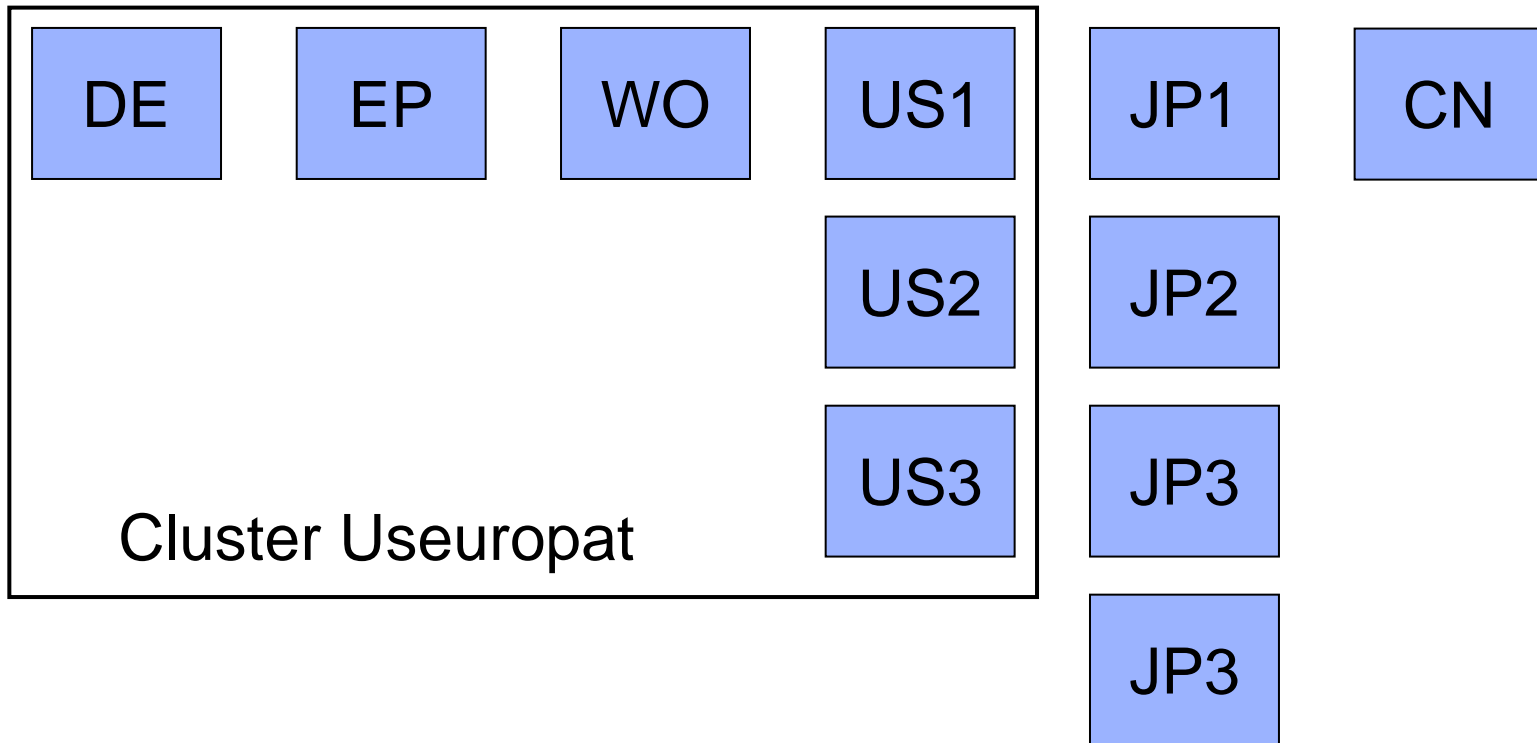 DE EP WO US1 JP1 CN
US2 JP2
US3 JP3
Cluster Useuropat
JP3